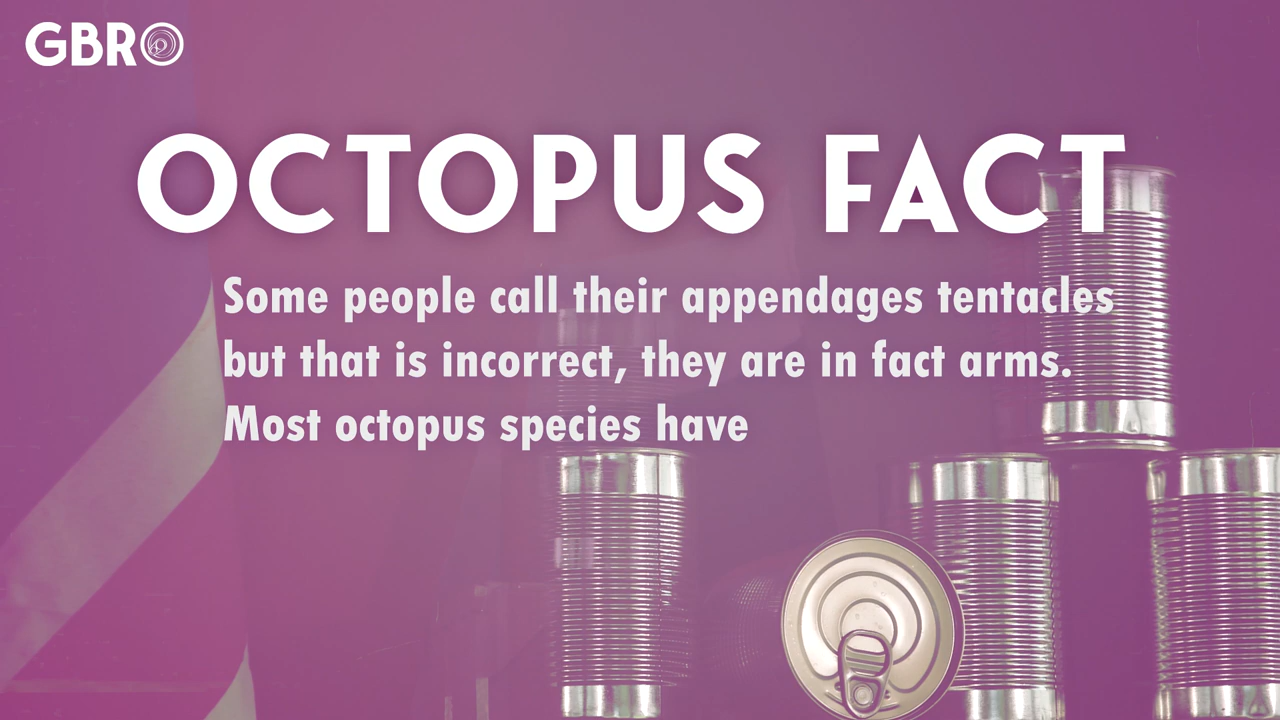 GBRO
OCTOPUS FACT
Some people call their appendages tentacles
but that is incorrect, they are in fact arms.
Most octopus species have